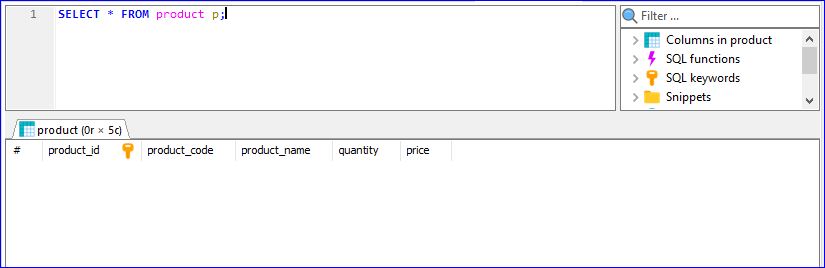 1 SELECT * FROM product p;
Filter ...
Columns in product
SQL functions
SQL keywords
Snippets
product (0r × 5c)
# product_id product_code product_name quantity price